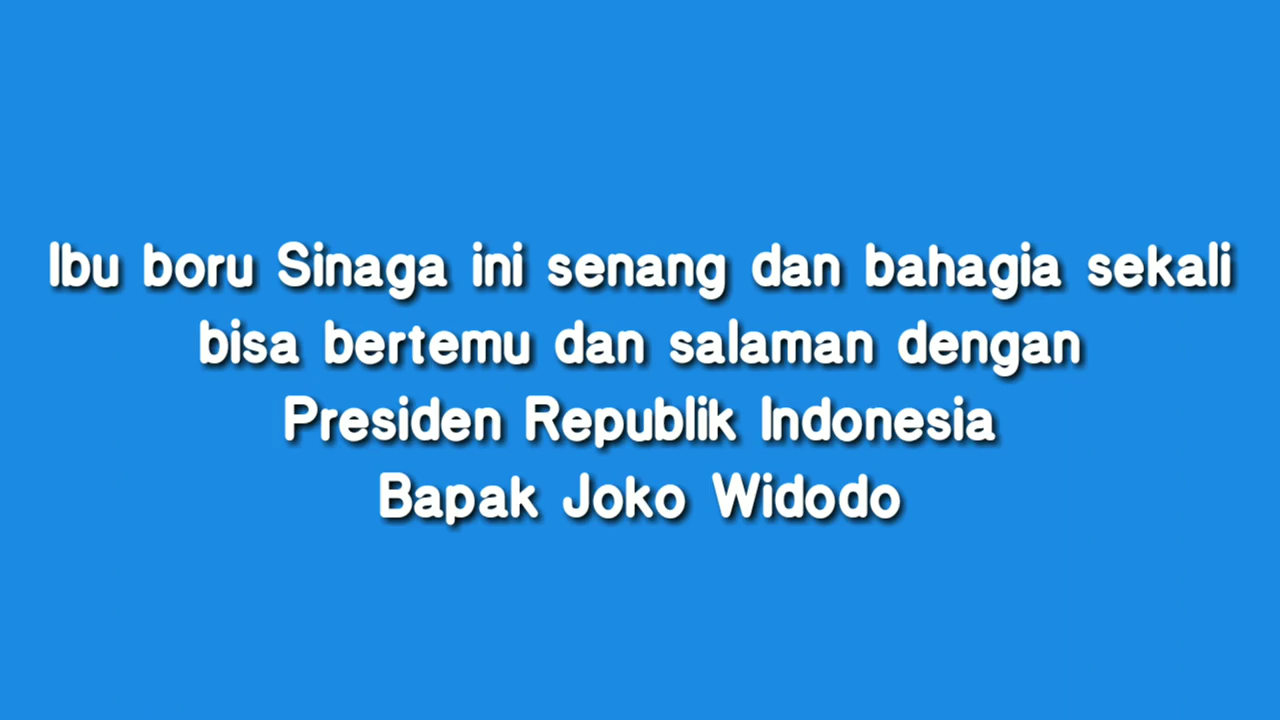 Ibu boru Sinaga ini senang dan bahagia sekali
bisa bertemu dan salaman dengan
Presiden Republik Indonesia
Bapak Joko Widodo